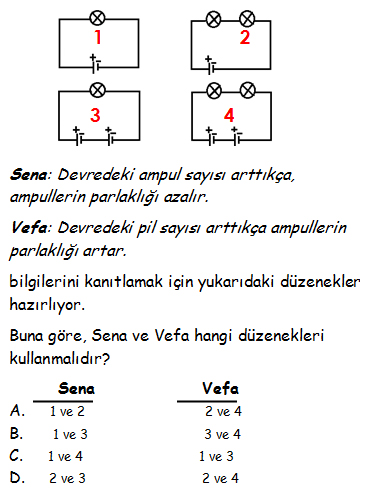 1
2
3
4
Sena: Devredeki ampul sayısı arttıkça,
ampullerin parlaklığı azalır.
Vefa: Devredeki pil sayısı arttıkça ampullerin
parlaklığı artar.
bilgilerini kanıtlamak için yukarıdaki düzenekler
hazırlıyor.
Buna göre, Sena ve Vefa hangi düzenekleri
kullanmalıdır?
Sena Vefa
A. 1 ve 2 2 ve 4
B. 1 ve 3 3 ve 4
C. 1 ve 4 1 ve 3
D. 2 ve 3 2 ve 4